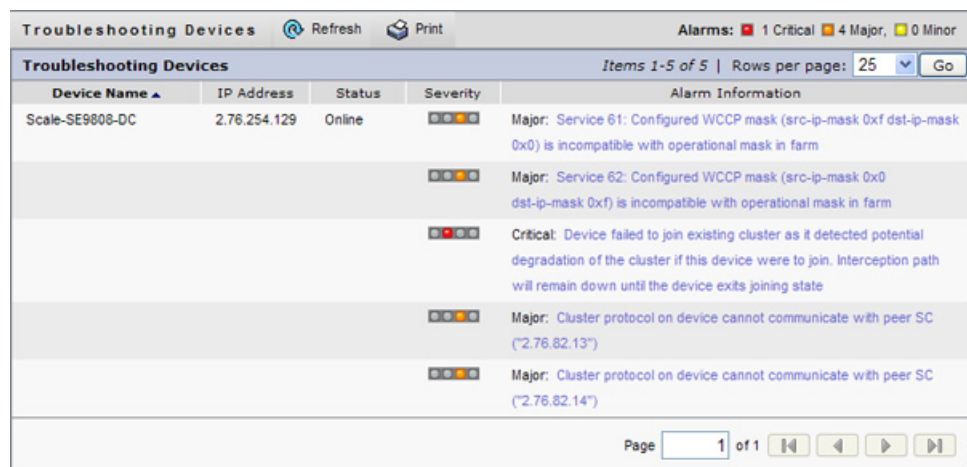 Troubleshooting Devices Refresh Print Alarms: 1 Critical 4 Major, 0 Minor
Troubleshooting Devices Items 1-5 of 5 | Rows per page: 25 Go
Device Name IP Address Status Severity Alarm Information
Scale-SE9808-DC 2.76.254.129 Online Major: Service 61: Configured WCCP mask (src-ip-mask 0xf dst-ip-mask
0x0) is incompatible with operational mask in farm
Major: Service 62: Configured WCCP mask (src-ip-mask 0x0
dst-ip-mask 0xf) is incompatible with operational mask in farm
Critical: Device failed to join existing cluster as it detected potential
degradation of the cluster if this device were to join. Interception path
will remain down until the device exits joining state
Major: Cluster protocol on device cannot communicate with peer SC
("2.76.82.13")
Major: Cluster protocol on device cannot communicate with peer SC
("2.76.82.14")
Page 1 of 1